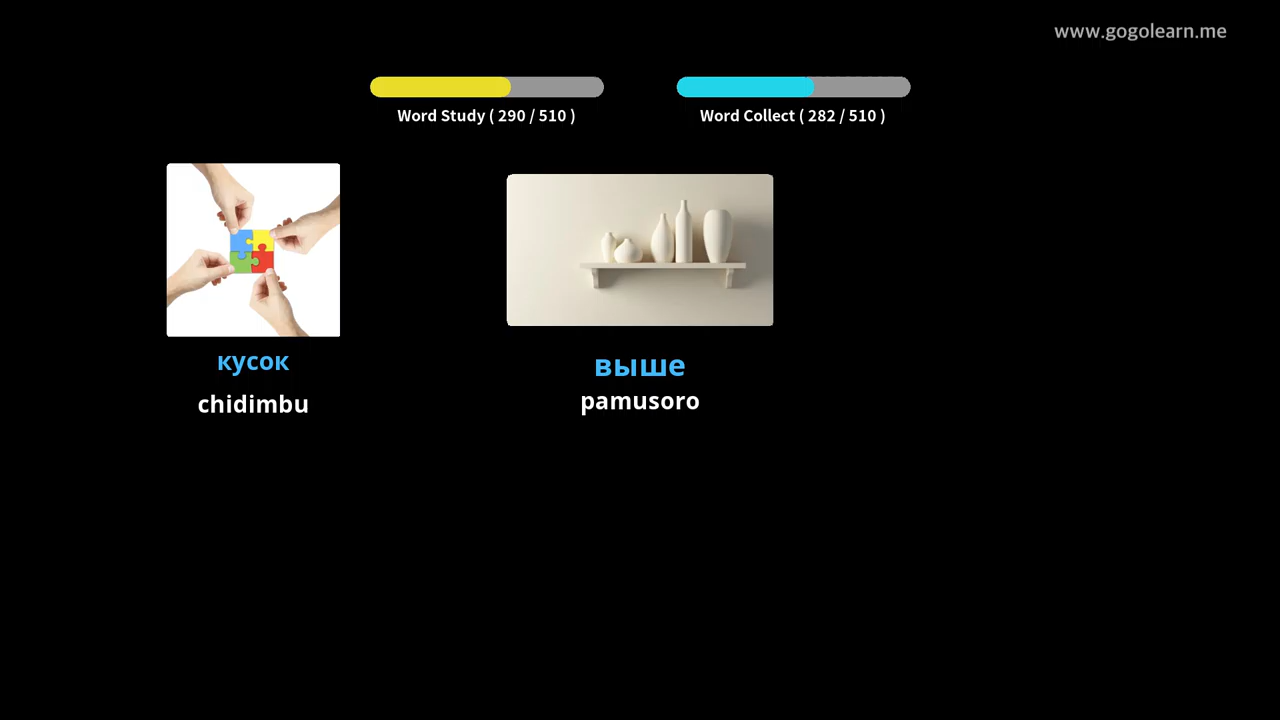 www.gogolearn.me
Word Study ( 290 / 510 )
Word Collect ( 282 / 510 )
кусок
chidimbu
выше
pamusoro